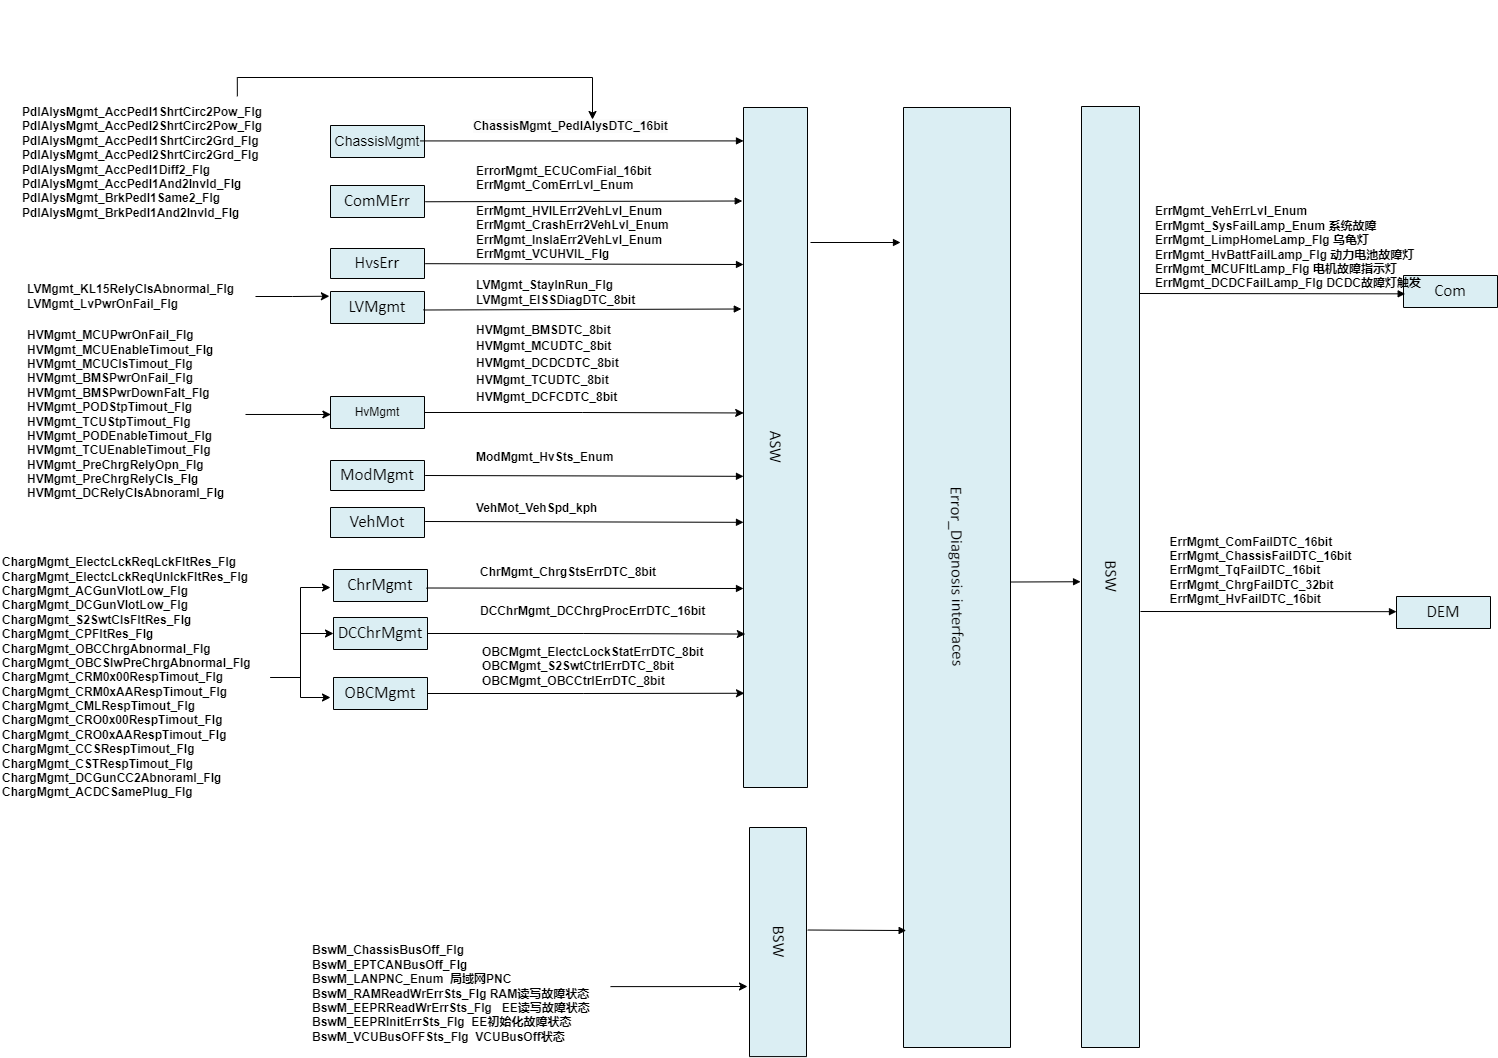 PdlAlysMgmt_AccPedl1ShrtCirc2Pow_Flg
PdlAlysMgmt_AccPedl2ShrtCirc2Pow_Flg
PdlAlysMgmt_AccPedl1ShrtCirc2Grd_Flg
PdlAlysMgmt_AccPedl2ShrtCirc2Grd_Flg
PdlAlysMgmt_AccPedl1Diff2_Flg
PdlAlysMgmt_AccPedl1And2Invld_Flg
PdlAlysMgmt_BrkPedl1Same2_Flg
PdlAlysMgmt_BrkPedl1And2Invld_Flg
LVMgmt_KL15RelyClsAbnormal_Flg
LVMgmt_LvPwrOnFail_Flg
HVMgmt_MCUPwrOnFail_Flg
HVMgmt_MCUEnableTimout_Flg
HVMgmt_MCUClsTimout_Flg
HVMgmt_BMSPwrOnFail_Flg
HVMgmt_BMSPwrDownFalt_Flg
HVMgmt_PODStpTimout_Flg
HVMgmt_TCUStpTimout_Flg
HVMgmt_PODEnableTimout_Flg
HVMgmt_TCUEnableTimout_Flg
HVMgmt_PreChrgRelyOpn_Flg
HVMgmt_PreChrgRelyCls_Flg
HVMgmt_DCRelyClsAbnoraml_Flg
ChargMgmt_ElectcLckReqLckFltRes_Flg
ChargMgmt_ElectcLckReqUnlckFltRes_Flg
ChargMgmt_ACGunVlotLow_Flg
ChargMgmt_DCGunVlotLow_Flg
ChargMgmt_S2SwtClsFltRes_Flg
ChargMgmt_CPFltRes_Flg
ChargMgmt_OBCChrgAbnormal_Flg
ChargMgmt_OBCSlwPreChrgAbnormal_Flg
ChargMgmt_CRM0x00RespTimout_Flg
ChargMgmt_CRM0xAARespTimout_Flg
ChargMgmt_CMLRespTimout_Flg
ChargMgmt_CRO0x00RespTimout_Flg
ChargMgmt_CRO0xAARespTimout_Flg
ChargMgmt_CCSRespTimout_Flg
ChargMgmt_CSTRespTimout_Flg
ChargMgmt_DCGunCC2Abnoraml_Flg
ChargMgmt_ACDCSamePlug_Flg
ChassisMgmt
ComMErr
HvsErr
LVMgmt
HvMgmt
ModMgmt
VehMot
ChrMgmt
DCChrMgmt
OBCMgmt
ChassisMgmt_PedlAlysDTC_16bit
ErrorMgmt_ECUComFial_16bit
ErrMgmt_ComErrLvl_Enum
ErrMgmt_HVILErr2VehLvl_Enum
ErrMgmt_CrashErr2VehLvl_Enum
ErrMgmt_InslaErr2VehLvl_Enum
ErrMgmt_VCUHVIL_Flg
LVMgmt_StayInRun_Flg
LVMgmt_EISSDiagDTC_8bit
HVMgmt_BMSDTC_8bit
HVMgmt_MCUDTC_8bit
HVMgmt_DCDCDTC_8bit
HVMgmt_TCUDTC_8bit
HVMgmt_DCFCDTC_8bit
ModMgmt_HvSts_Enum
VehMot_VehSpd_kph
ChrMgmt_ChrgStsErrDTC_8bit
DCChrMgmt_DCChrgProcErrDTC_16bit
OBCMgmt_ElectcLockStatErrDTC_8bit
OBCMgmt_S2SwtCtrlErrDTC_8bit
OBCMgmt_OBCCtrlErrDTC_8bit
ASW
BswM_ChassisBusOff_Flg
BswM_EPTCANBusOff_Flg
BswM_LANPNC_Enum 局域网PNC
BswM_RAMReadWrErrSts_Flg RAM读写故障状态
BswM_EEPRReadWrErrSts_Flg EE读写故障状态
BswM_EEPRInitErrSts_Flg EE初始化故障状态
BswM_VCUBusOFFSts_Flg VCUBusOff状态
BSW
Error_Diagnosis interfaces
BSW
ErrMgmt_VehErrLvl_Enum
ErrMgmt_SysFailLamp_Enum 系统故障
ErrMgmt_LimpHomeLamp_Flg 乌龟灯
ErrMgmt_HvBattFailLamp_Flg 动力电池故障灯
ErrMgmt_MCUFltLamp_Flg 电机故障指示灯
ErrMgmt_DCDCFailLamp_Flg DCDC故障灯触发
Com
ErrMgmt_ComFailDTC_16bit
ErrMgmt_ChassisFailDTC_16bit
ErrMgmt_TqFailDTC_16bit
ErrMgmt_ChrgFailDTC_32bit
ErrMgmt_HvFailDTC_16bit
DEM